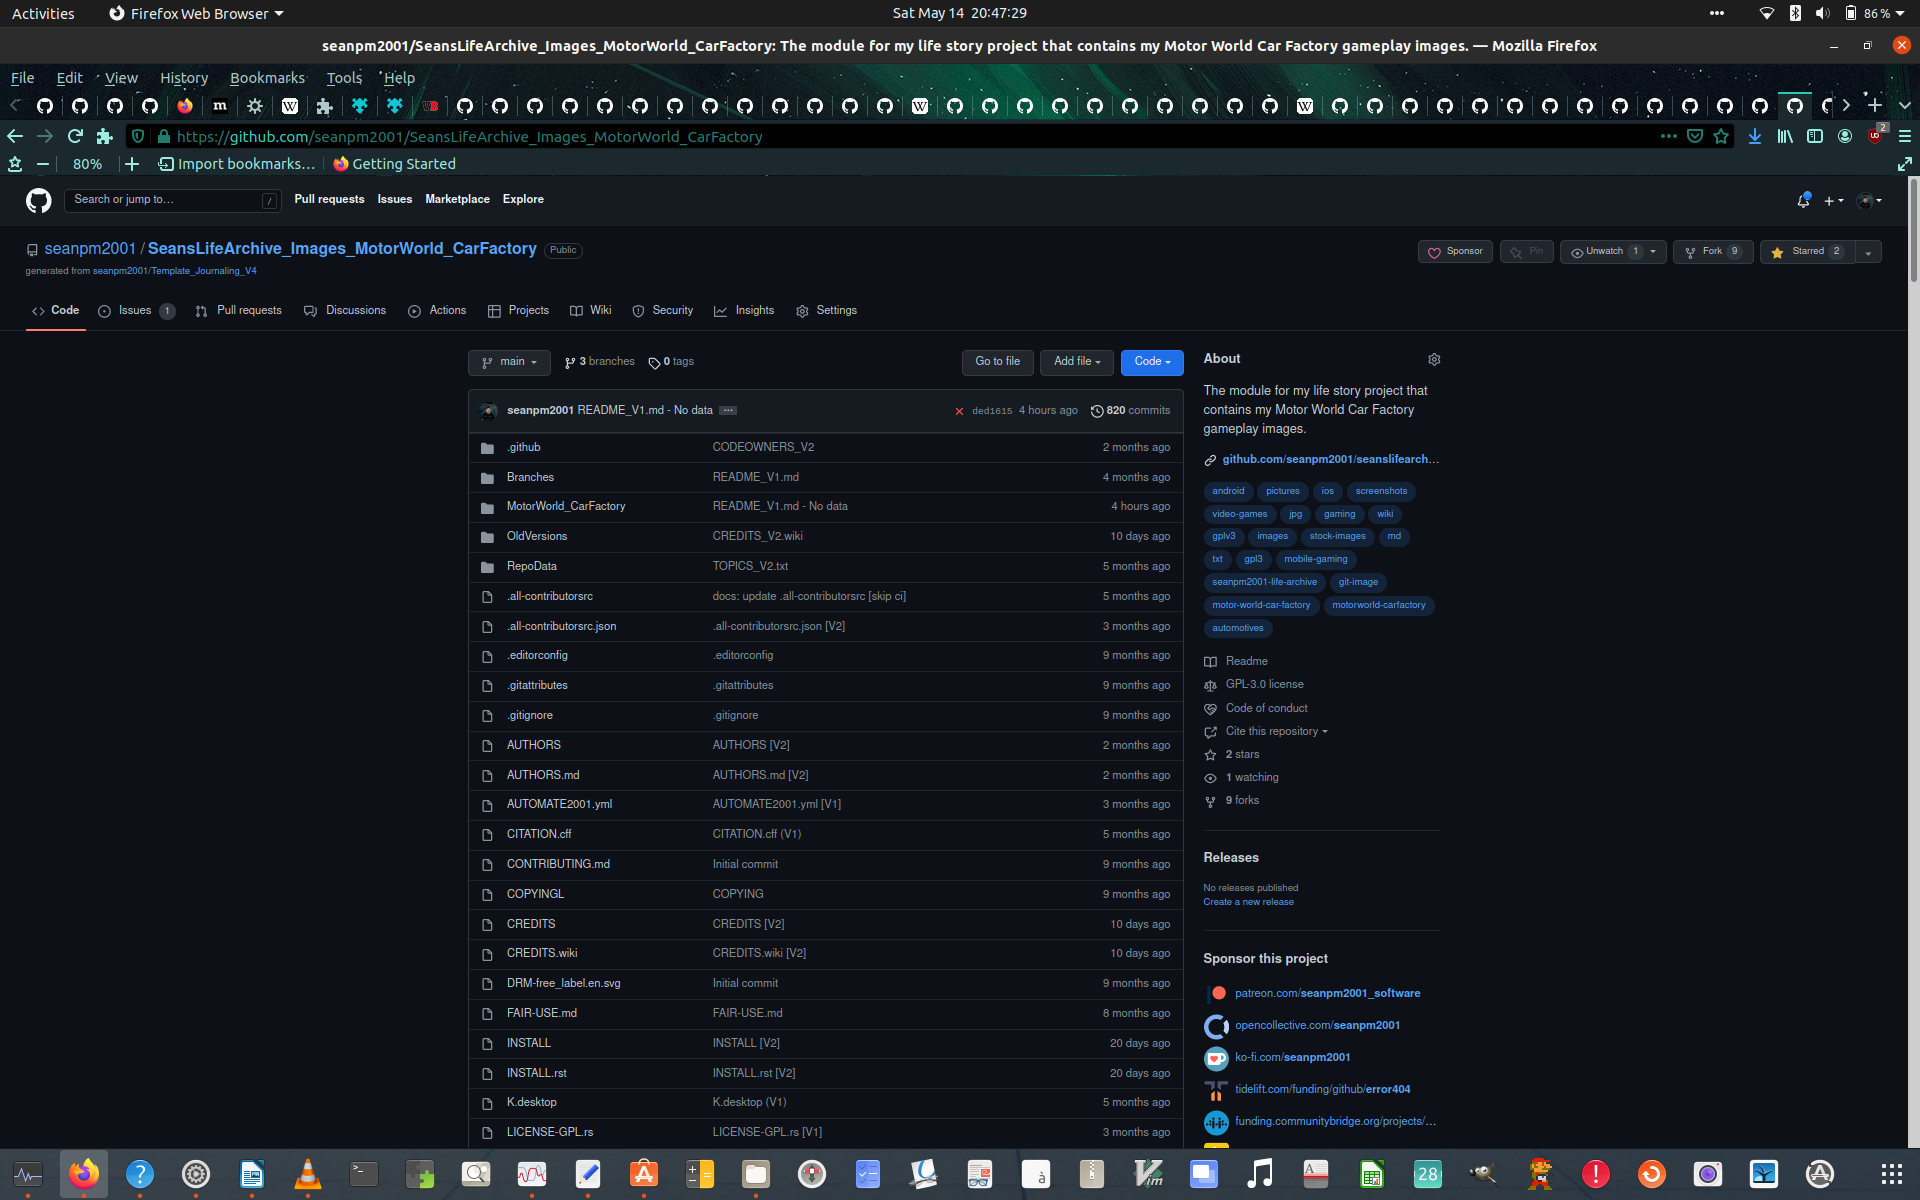 Activities
Firefox Web Browser
Sat May 14 20:47:29
86 %
seanpm2001/SeansLifeArchive_Images_MotorWorld_CarFactory: The module for my life story project that contains my Motor World Car Factory gameplay images. — Mozilla Firefox
File Edit View History Bookmarks Tools Help
https://github.com/seanpm2001/SeansLifeArchive_Images_MotorWorld_CarFactory
2
80%
Import bookmarks...
Getting Started
Search or jump to...
/
Pull requests Issues Marketplace Explore
seanpm2001 / SeansLifeArchive_Images_MotorWorld_CarFactory Public
Sponsor Pin Unwatch 1 Fork 9 Starred 2
generated from seanpm2001/Template_Journaling_V4
Code Issues 1 Pull requests Discussions Actions Projects Wiki Security Insights Settings
main 3 branches 0 tags Go to file Add file Code
seanpm2001 README_V1.md - No data ded1615 4 hours ago 820 commits
.github CODEOWNERS_V2 2 months ago
Branches README_V1.md 4 months ago
MotorWorld_CarFactory README_V1.md - No data 4 hours ago
OldVersions CREDITS_V2.wiki 10 days ago
RepoData TOPICS_V2.txt 5 months ago
.all-contributorsrc docs: update .all-contributorsrc [skip ci] 5 months ago
.all-contributorsrc.json .all-contributorsrc.json [V2] 3 months ago
.editorconfig .editorconfig 9 months ago
.gitattributes .gitattributes 9 months ago
.gitignore .gitignore 9 months ago
AUTHORS AUTHORS [V2] 2 months ago
AUTHORS.md AUTHORS.md [V2] 2 months ago
AUTOMATE2001.yml AUTOMATE2001.yml [V1] 3 months ago
CITATION.cff CITATION.cff (V1) 5 months ago
CONTRIBUTING.md Initial commit 9 months ago
COPYINGL COPYING 9 months ago
CREDITS CREDITS [V2] 10 days ago
CREDITS.wiki CREDITS.wiki [V2] 10 days ago
DRM-free_label.en.svg Initial commit 9 months ago
FAIR-USE.md FAIR-USE.md 8 months ago
INSTALL INSTALL [V2] 20 days ago
INSTALL.rst INSTALL.rst [V2] 20 days ago
K.desktop K.desktop (V1) 5 months ago
LICENSE-GPL.rs LICENSE-GPL.rs [V1] 3 months ago
About
The module for my life story project that
contains my Motor World Car Factory
gameplay images.
github.com/seanpm2001/seanslifearch...
android pictures ios screenshots
video-games jpg gaming wiki
gplv3 images stock-images md
txt gpl3 mobile-gaming
seanpm2001-life-archive git-image
motor-world-car-factory motorworld-carfactory
automotives
Readme
GPL-3.0 license
Code of conduct
Cite this repository
2 stars
1 watching
9 forks
Releases
No releases published
Create a new release
Sponsor this project
patreon.com/seanpm2001_software
opencollective.com/seanpm2001
ko-fi.com/seanpm2001
tidelift.com/funding/github/error404
funding.communitybridge.org/projects/...
28